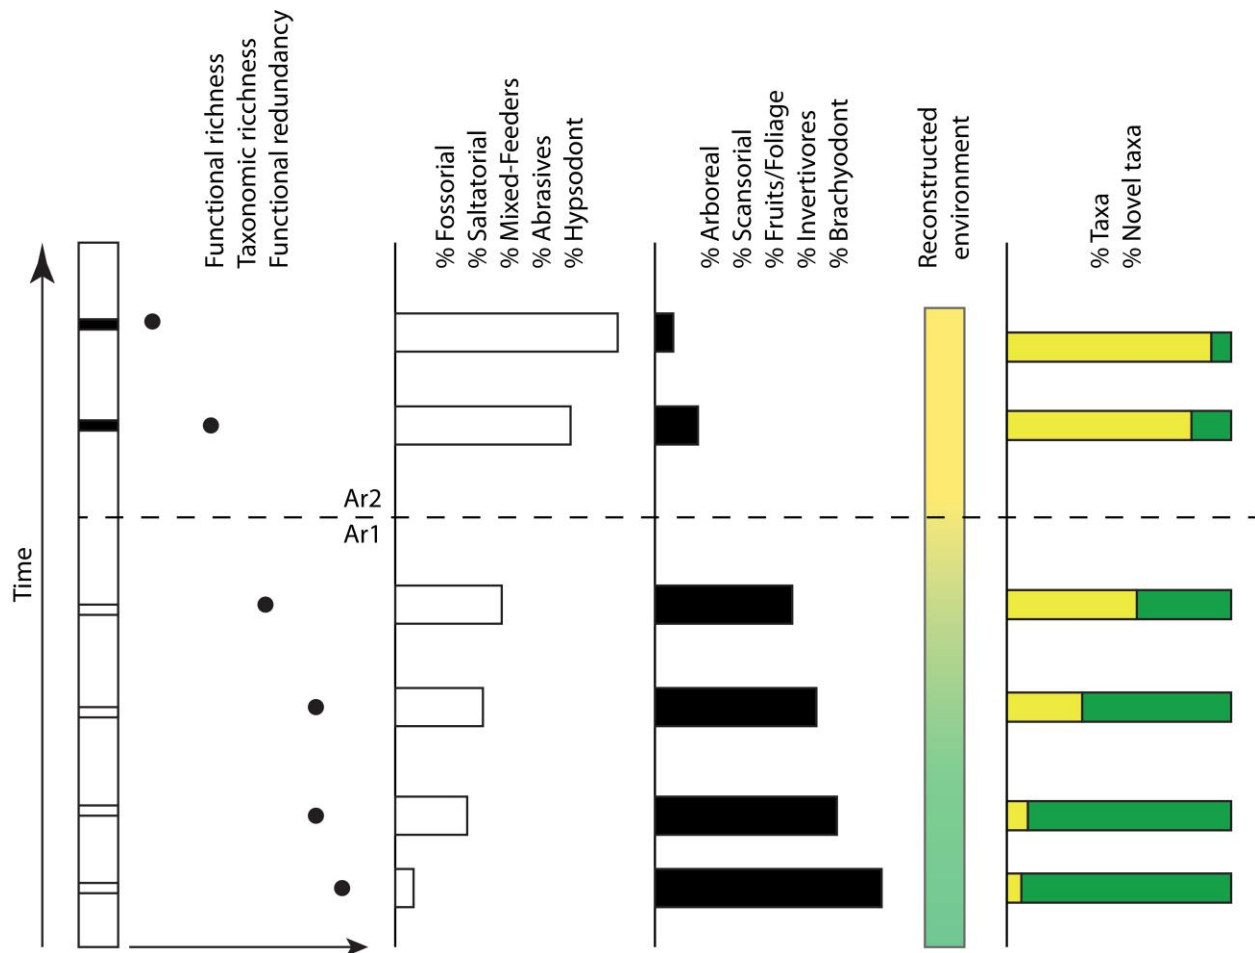 Functional richness
Taxonomic ricchness
Functional redundancy
% Fossorial
% Saltatorial
% Mixed-Feeders
% Abrasives
% Hypsodont
% Arboreal
% Scansorial
% Fruits/Foliage
% Invertivores
% Brachyodont
Reconstructed
environment
% Taxa
% Novel taxa
Time
Ar2
Ar1